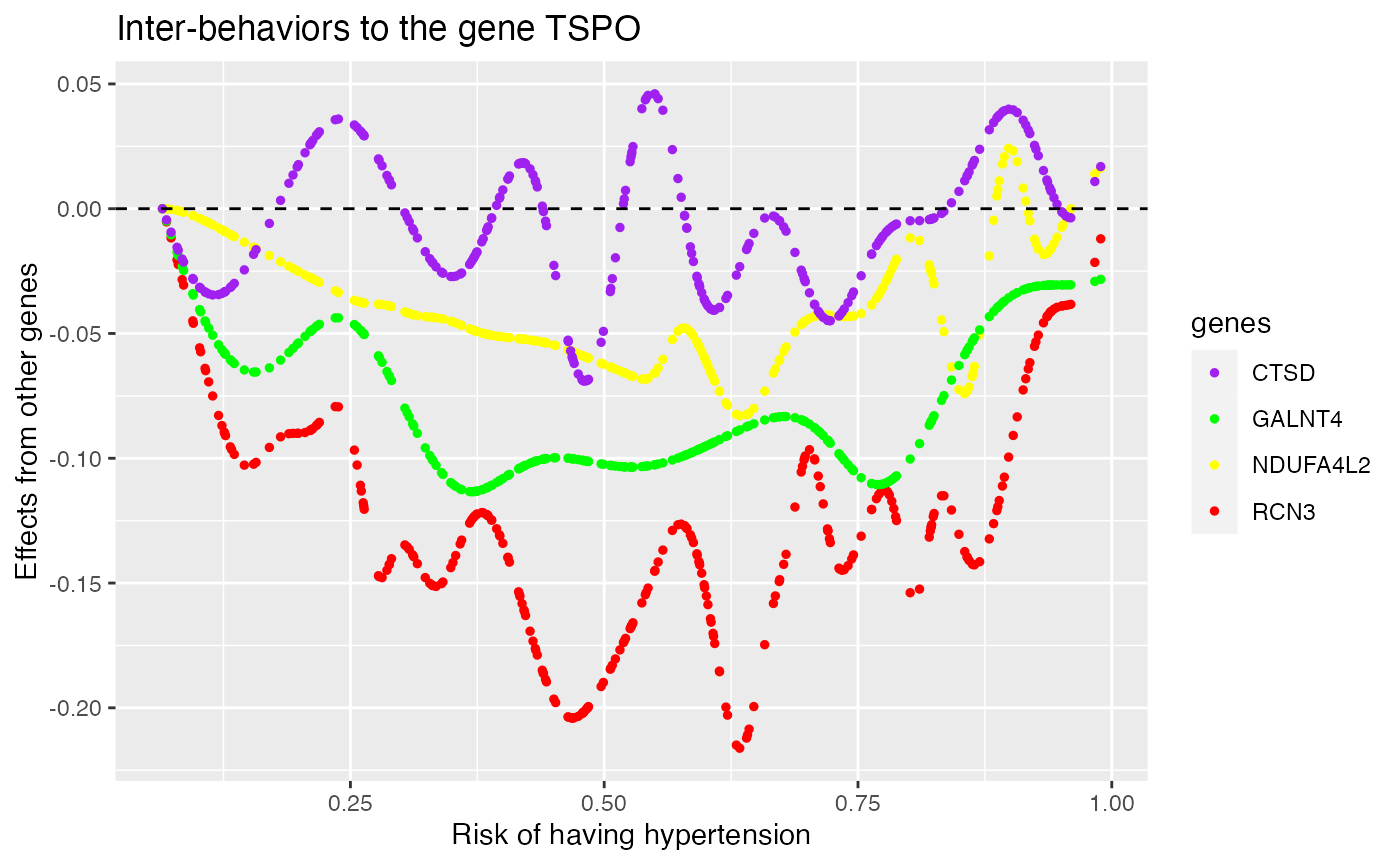 Inter-behaviors to the gene TSPO
Effects from other genes
0.05
0.00
-0.05
-0.10
-0.15
-0.20
0.25
0.50
0.75
1.00
Risk of having hypertension
genes
CTSD
GALNT4
NDUFA4L2
RCN3